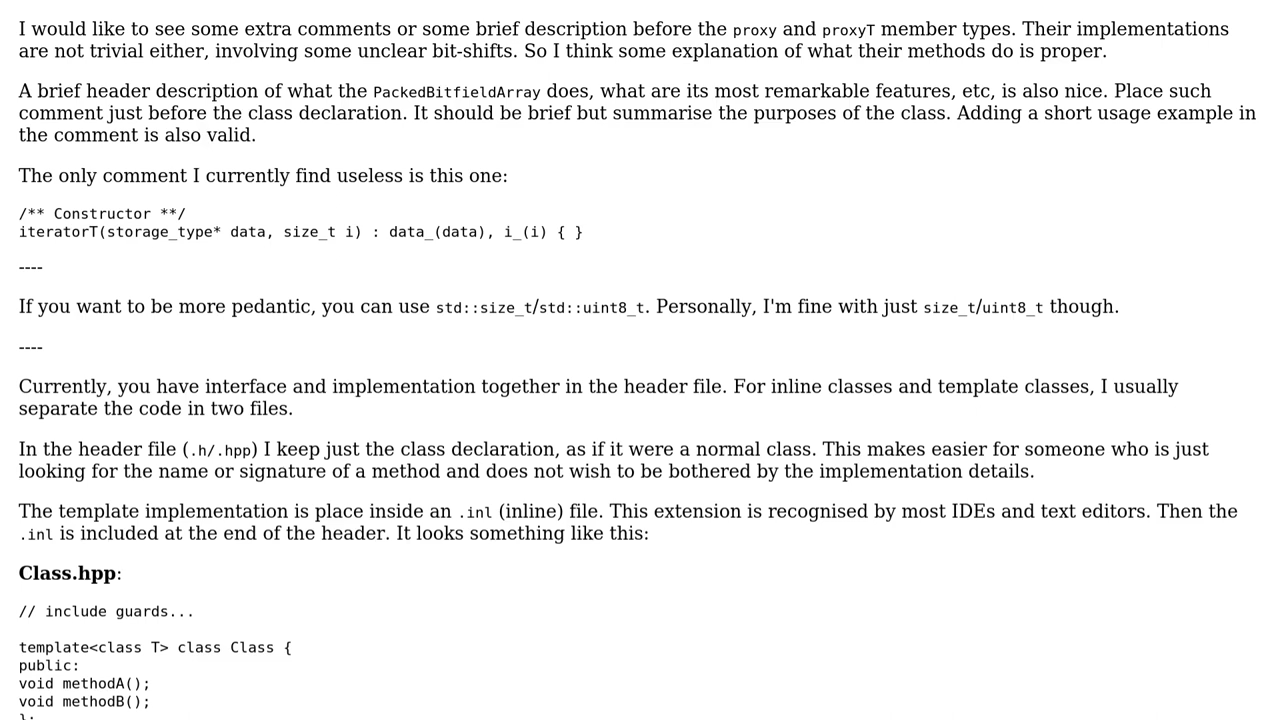 I would like to see some extra comments or some brief description before the proxy and proxyT member types. Their implementations
are not trivial either, involving some unclear bit-shifts. So I think some explanation of what their methods do is proper.
A brief header description of what the PackedBitfieldArray does, what are its most remarkable features, etc, is also nice. Place such
comment just before the class declaration. It should be brief but summarise the purposes of the class. Adding a short usage example in
the comment is also valid.
The only comment I currently find useless is this one:
/** Constructor **/
iteratorT(storage_type* data, size_t i) : data_(data), i_(i) { }
----
If you want to be more pedantic, you can use std::size_t/std::uint8_t. Personally, I'm fine with just size_t/uint8_t though.
----
Currently, you have interface and implementation together in the header file. For inline classes and template classes, I usually
separate the code in two files.
In the header file (.h/.hpp) I keep just the class declaration, as if it were a normal class. This makes easier for someone who is just
looking for the name or signature of a method and does not wish to be bothered by the implementation details.
The template implementation is place inside an .inl (inline) file. This extension is recognised by most IDEs and text editors. Then the
.inl is included at the end of the header. It looks something like this:
Class.hpp:
// include guards...
template<class T> class Class {
public:
void methodA();
void methodB();
};